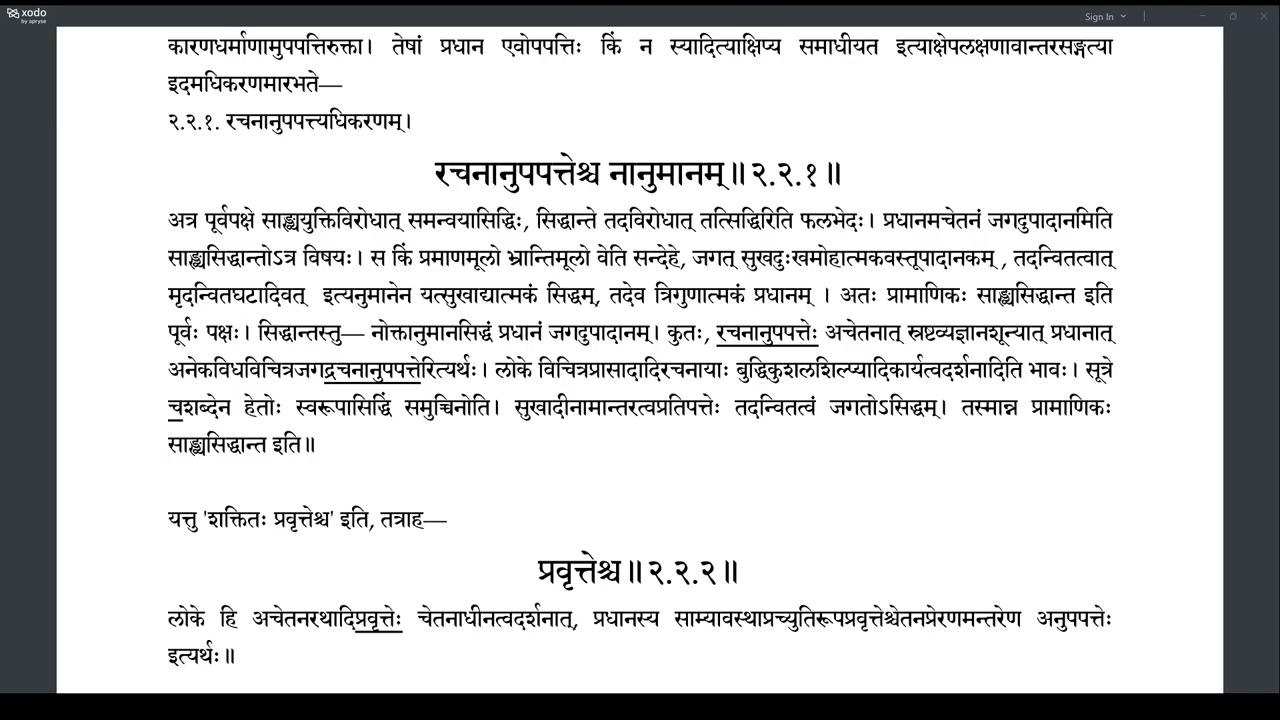 xodo
by apryse
Sign In
कारणधर्माणामुपपत्तिरुक्ता। तेषां प्रधान एवोपपत्तिः किं न स्यादित्याक्षिप्य समाधीयत इत्याक्षेपलक्षणावान्तरसङ्गत्या
इदमधिकरणमारभते—
२.२.१. रचनानुपपत्त्यधिकरणम्।
रचनानुपपत्तेश्च नानुमानम्॥२.२.१॥
अत्र पूर्वपक्षे साङ्ख्ययुक्तिविरोधात् समन्वयासिद्धिः, सिद्धान्ते तदविरोधात् तत्सिद्धिरिति फलभेदः। प्रधानमचेतनं जगदुपादानमिति
साङ्ख्यसिद्धान्तोऽत्र विषयः। स किं प्रमाणमूलो भ्रान्तिमूलो वेति सन्देहे, जगत् सुखदुःखमोहात्मकवस्तूपादानकम् , तदन्वितत्वात्
मृदन्वितघटादिवत् इत्यनुमानेन यत्सुखाद्यात्मकं सिद्धम्, तदेव त्रिगुणात्मकं प्रधानम् । अतः प्रामाणिकः साङ्ख्यसिद्धान्त इति
पूर्वः पक्षः। सिद्धान्तस्तु— नोक्तानुमानसिद्धं प्रधानं जगदुपादानम्। कुतः, रचनानुपपत्तेः अचेतनात् स्रष्टव्यज्ञानशून्यात् प्रधानात्
अनेकविधविचित्रजगद्रचनानुपपत्तेरित्यर्थः। लोके विचित्रप्रासादादिरचनायाः बुद्धिकुशलशिल्प्यादिकार्यत्वदर्शनादिति भावः। सूत्रे
चशब्देन हेतोः स्वरूपासिद्धिं समुच्चिनोति। सुखादीनामान्तरत्वप्रतिपत्तेः तदन्वितत्वं जगतोऽसिद्धम्। तस्मान्न प्रामाणिकः
साङ्ख्यसिद्धान्त इति॥
यत्तु 'शक्तितः प्रवृत्तेश्च' इति, तत्राह—
प्रवृत्तेश्च॥२.२.२॥
लोके हि अचेतनरथादिप्रवृत्तेः चेतनाधीनत्वदर्शनात्, प्रधानस्य साम्यावस्थाप्रच्युतिरूपप्रवृत्तेश्चेतनप्रेरणमन्तरेण अनुपपत्तेः
इत्यर्थः॥